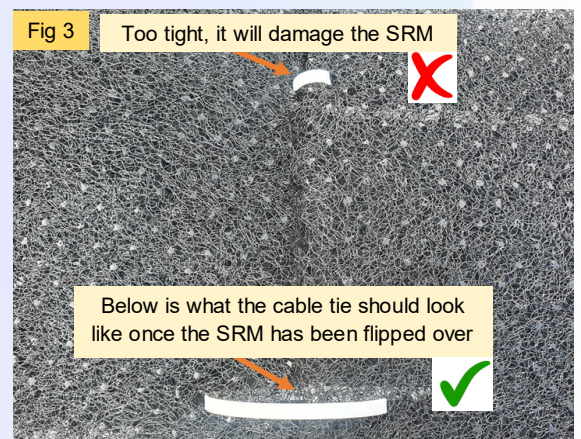 Fig 3
Too tight, it will damage the SRM
Below is what the cable tie should look
like once the SRM has been flipped over